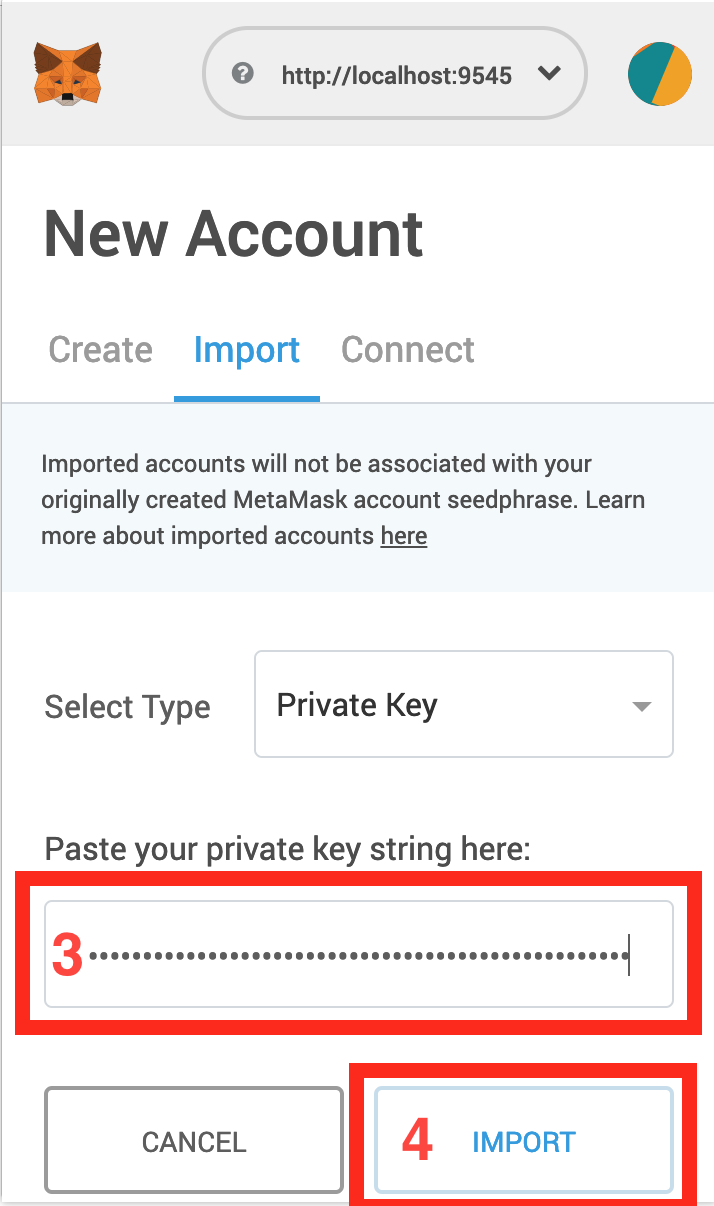 ? http://localhost:9545
New Account
Create Import Connect
Imported accounts will not be associated with your
originally created MetaMask account seedphrase. Learn
more about imported accounts here
Select Type Private Key
Paste your private key string here:
3
CANCEL 4 IMPORT